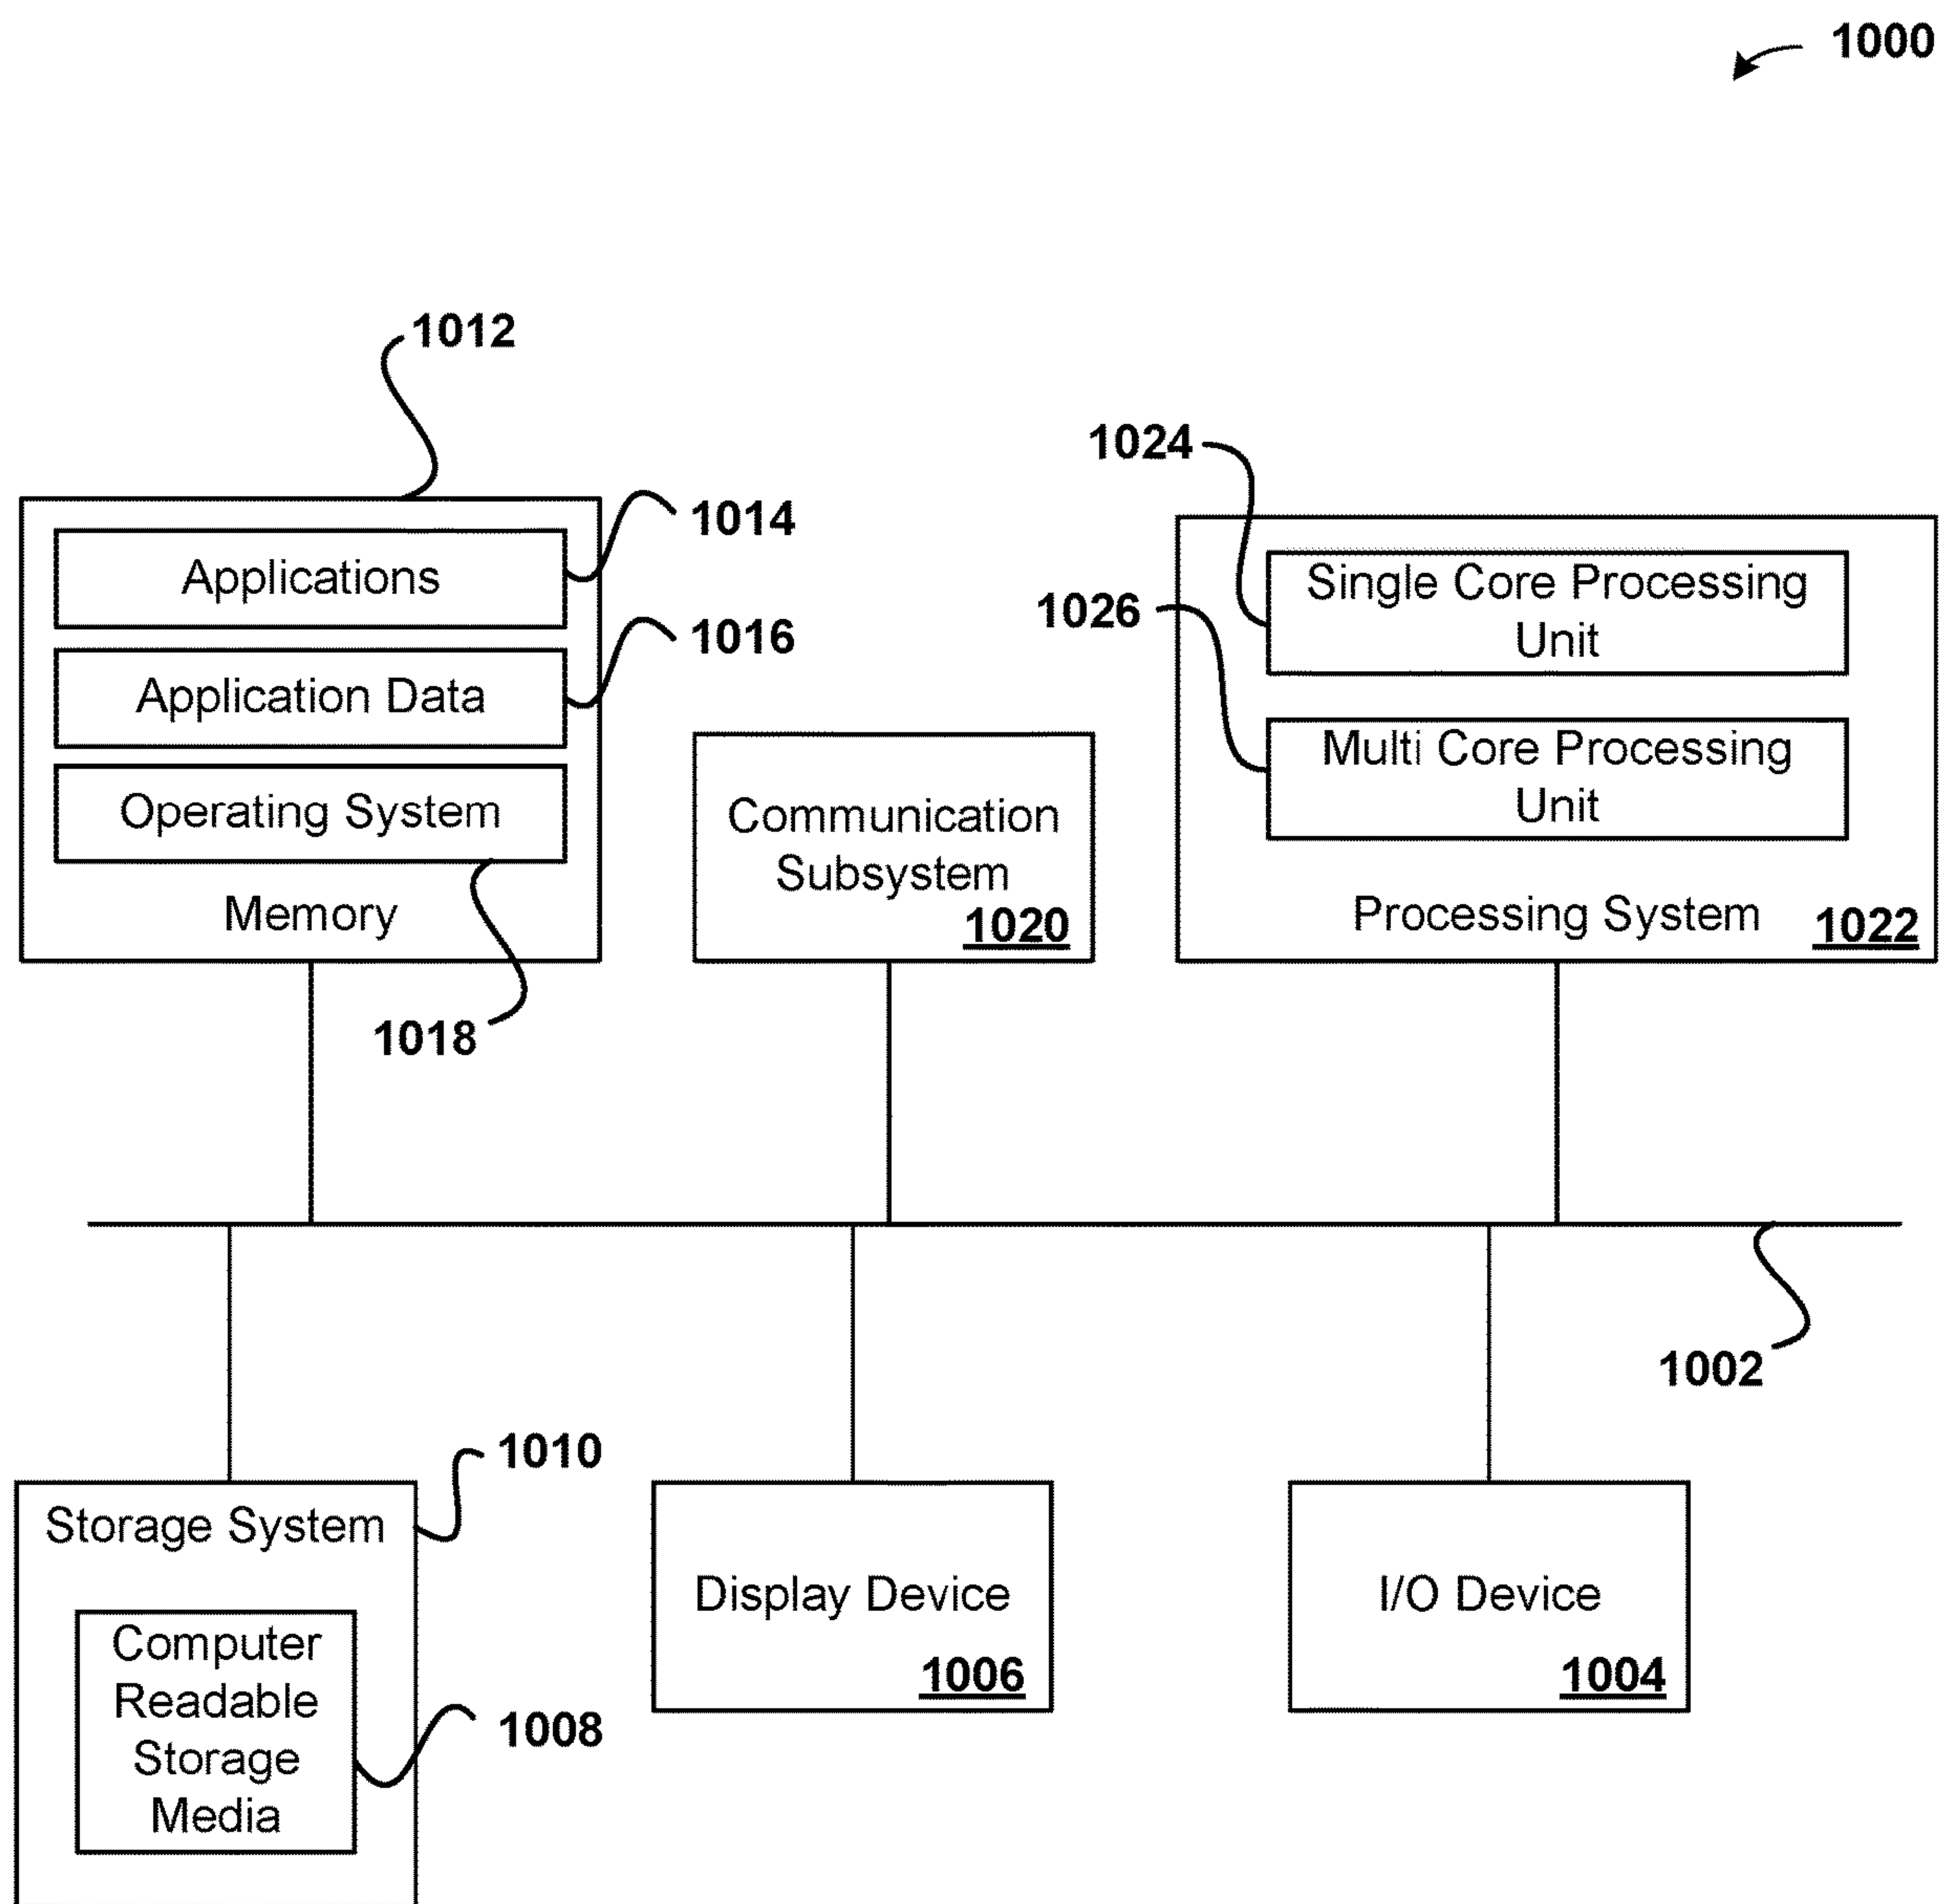 1000
1012
1024
1014
Applications
Single Core Processing
Unit
1026
1016
Application Data
Multi Core Processing
Unit
Operating System
Communication
Subsystem
1020
Memory
Processing System
1022
1018
1002
1010
Storage System
Computer
Readable
Storage
Media
1008
Display Device
1006
I/O Device
1004